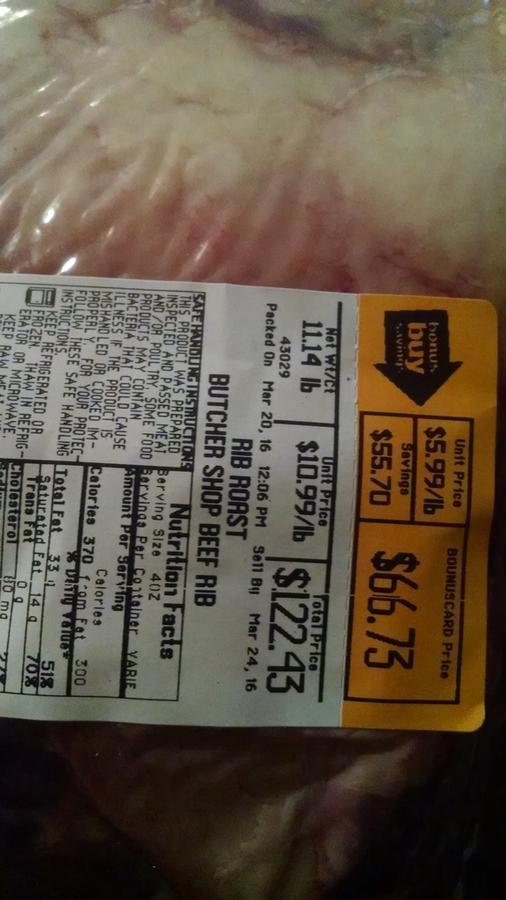 bonus
buy
savings
Unit Price
$5.99/lb
Savings
$55.70
BOUNUSCARD Price
$66.73
Net Wt/Ct
11.14 lb
Unit Price
$10.99/lb
Total Price
$122.43
43029
Packed On Mar 20, 16 12:06 PM
Sell By Mar 24, 16
RIB ROAST
BUTCHER SHOP BEEF RIB
SAFE HANDLING INSTRUCTIONS
THIS PRODUCT WAS PREPARED
INSPECTED AND PASSED MEAT
AND / OR POULTRY SOME FOOD
PRODUCTS MAY CONTAIN
BACTERIA THAT COULD CAUSE
ILLNESS IF THE PRODUCT IS
MISHANDLED OR COOKED IM-
PROPERLY. FOR YOUR PROTEC-
FOLLOW THESE SAFE HANDLING
INSTRUCTIONS.
KEEP REFRIGERATED OR
FROZEN. THAW IN REFRIG-
ERATOR OR MICROWAVE.
KEEP RAW MEAT
Nutrition Facts
Serving Size 4OZ
Servings Per Container VARIE
Amount Per Serving
Calories 370 Calories from Fat 300
% Daily Value*
Total Fat 33 g 51%
Saturated Fat 14 g 70%
Trans Fat 0 g
Cholesterol 80 mg 27%